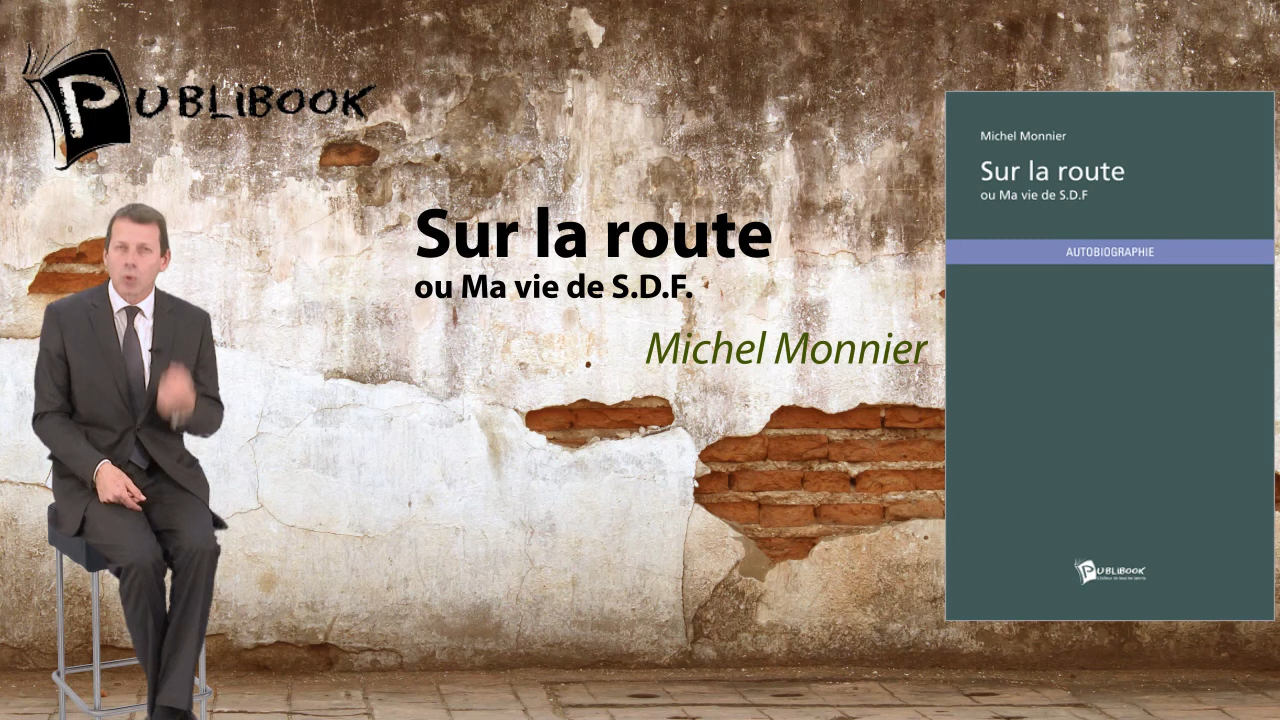 PUBLiBOOK
Sur la route
ou Ma vie de S.D.F.
Michel Monnier
Michel Monnier
Sur la route
ou Ma vie de S.D.F
AUTOBIOGRAPHIE
PUBLiBOOK